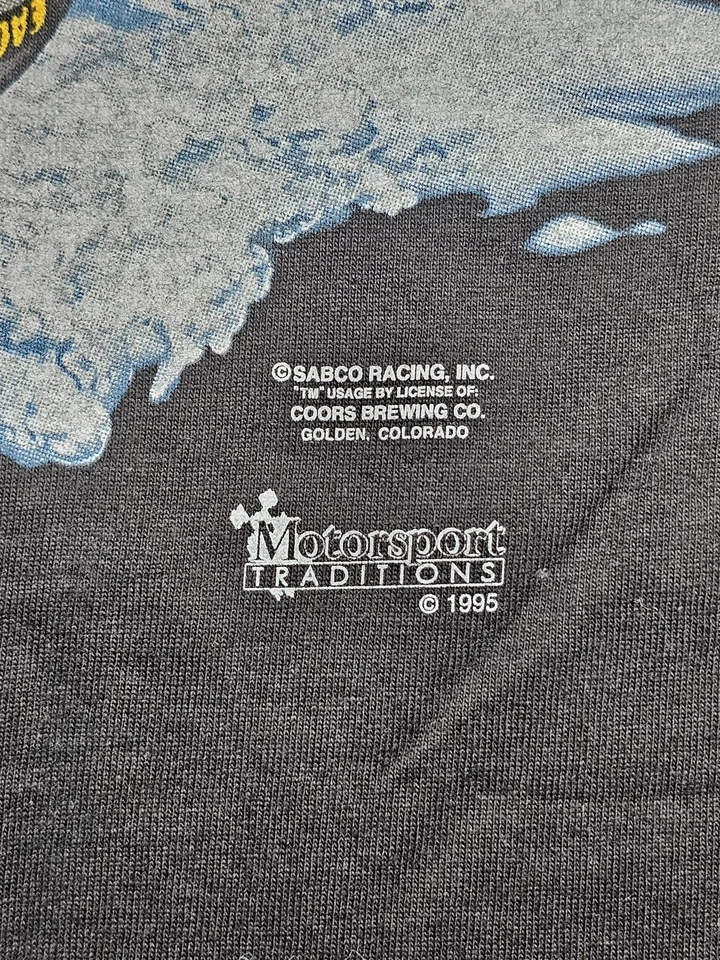 ©SABCO RACING, INC.
"TM" USAGE BY LICENSE OF:
COORS BREWING CO.
GOLDEN, COLORADO
Motorsport
TRADITIONS
© 1995